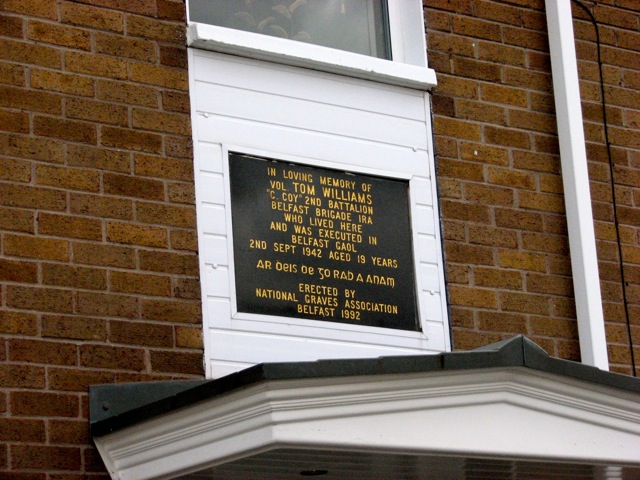 IN LOVING MEMORY OF
VOL TOM WILLIAMS
"C. COY" 2ND BATTALION
BELFAST BRIGADE IRA
WHO LIVED HERE
AND WAS EXECUTED IN
BELFAST GAOL
2ND SEPT 1942 AGED 19 YEARS
AR DEIS DE GO RAD A ANAM
ERECTED BY
NATIONAL GRAVES ASSOCIATION
BELFAST 1992